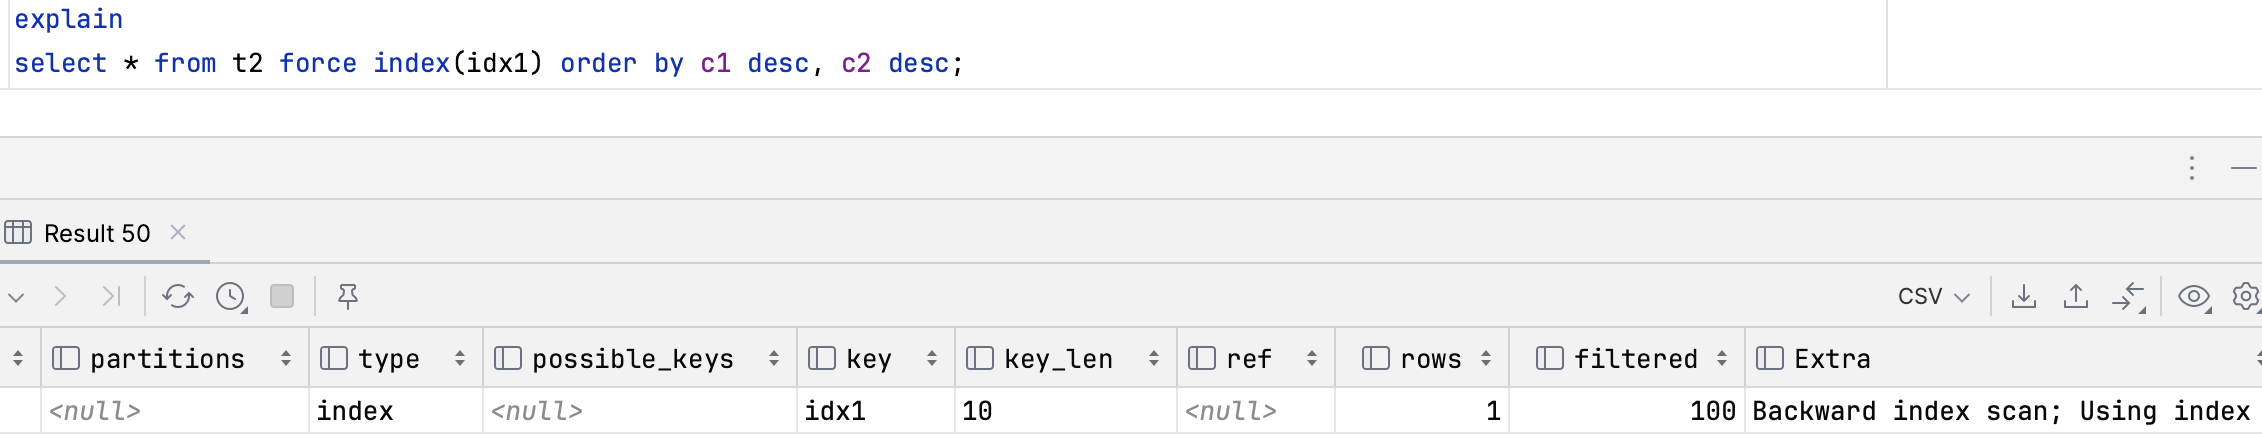 explain
select * from t2 force index(idx1) order by c1 desc, c2 desc;
Result 50
CSV
partitions type possible_keys key key_len ref rows filtered Extra
<null> index <null> idx1 10 <null> 1 100 Backward index scan; Using index